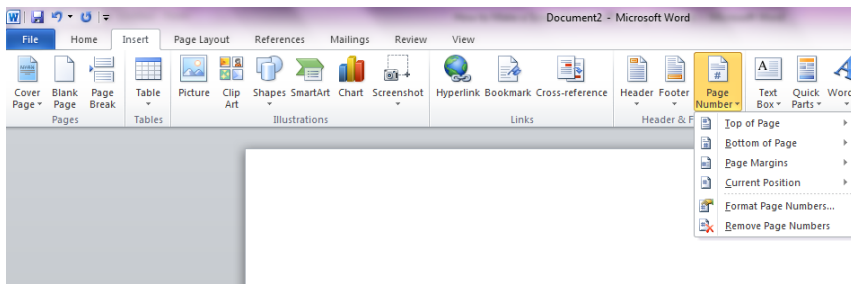 Document2 - Microsoft Word
File Home Insert Page Layout References Mailings Review View
Cover Page Blank Page Page Break Table Picture Clip Art Shapes SmartArt Chart Screenshot Hyperlink Bookmark Cross-reference Header Footer Page Number Text Box Quick Parts Word
Pages Tables Illustrations Links Header & F
Top of Page
Bottom of Page
Page Margins
Current Position
Format Page Numbers...
Remove Page Numbers